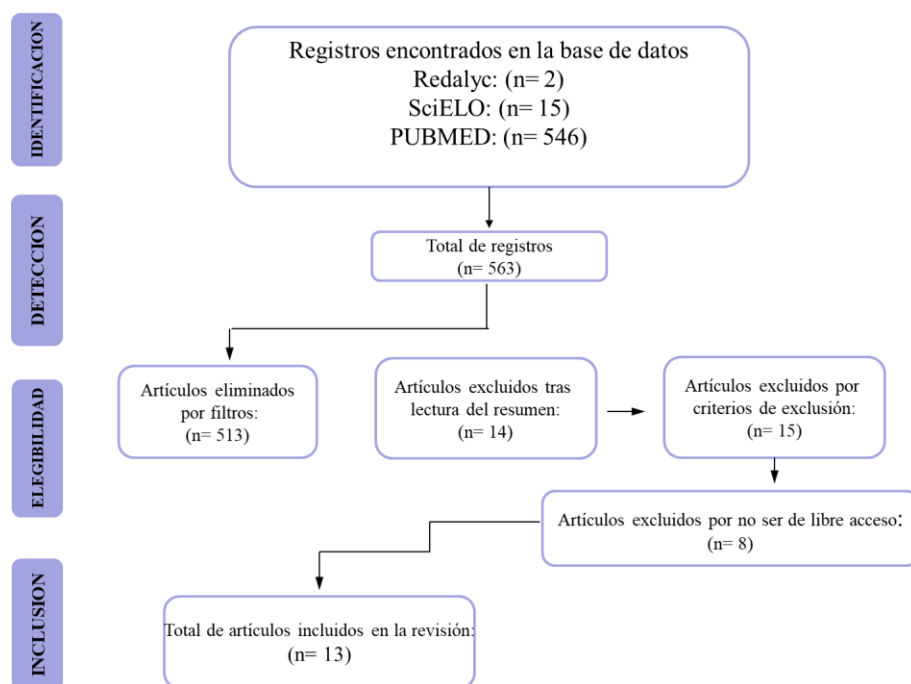 IDENTIFICACION
Registros encontrados en la base de datos
Redalyc: (n= 2)
SciELO: (n= 15)
PUBMED: (n= 546)
DETECCION
Total de registros
(n= 563)
ELEGIBILIDAD
Artículos eliminados
por filtros:
(n= 513)
Artículos excluidos tras
lectura del resumen:
(n= 14)
Artículos excluidos por
criterios de exclusión:
(n= 15)
Artículos excluidos por no ser de libre acceso:
(n= 8)
INCLUSION
Total de artículos incluidos en la revisión:
(n= 13)